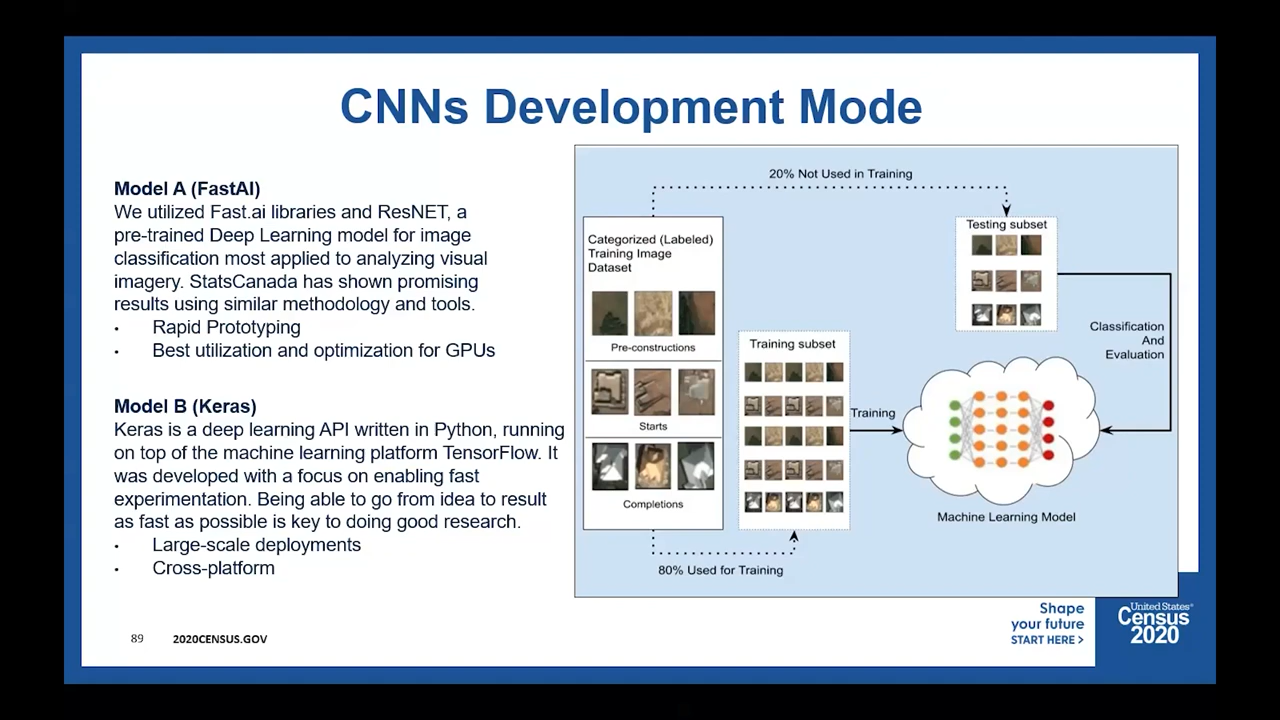 CNNs Development Mode
Model A (FastAI)
We utilized Fast.ai libraries and ResNET, a
pre-trained Deep Learning model for image
classification most applied to analyzing visual
imagery. StatsCanada has shown promising
results using similar methodology and tools.
• Rapid Prototyping
• Best utilization and optimization for GPUs
Model B (Keras)
Keras is a deep learning API written in Python, running
on top of the machine learning platform TensorFlow. It
was developed with a focus on enabling fast
experimentation. Being able to go from idea to result
as fast as possible is key to doing good research.
• Large-scale deployments
• Cross-platform
20% Not Used in Training
Categorized (Labeled)
Training Image
Dataset
Pre-constructions
Starts
Completions
80% Used for Training
Training subset
Training
Testing subset
Classification
And
Evaluation
Machine Learning Model
89 2020CENSUS.GOV
Shape
your future
START HERE >
United States®
Census
2020